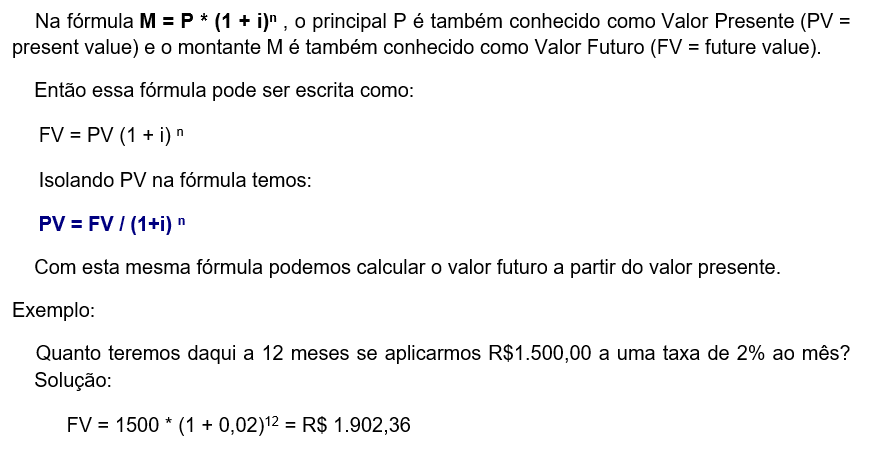 Na fórmula M = P * (1 + i)ⁿ , o principal P é também conhecido como Valor Presente (PV =
present value) e o montante M é também conhecido como Valor Futuro (FV = future value).
Então essa fórmula pode ser escrita como:
FV = PV (1 + i) ⁿ
Isolando PV na fórmula temos:
PV = FV / (1+i) ⁿ
Com esta mesma fórmula podemos calcular o valor futuro a partir do valor presente.
Exemplo:
Quanto teremos daqui a 12 meses se aplicarmos R$1.500,00 a uma taxa de 2% ao mês?
Solução:
FV = 1500 * (1 + 0,02)¹² = R$ 1.902,36